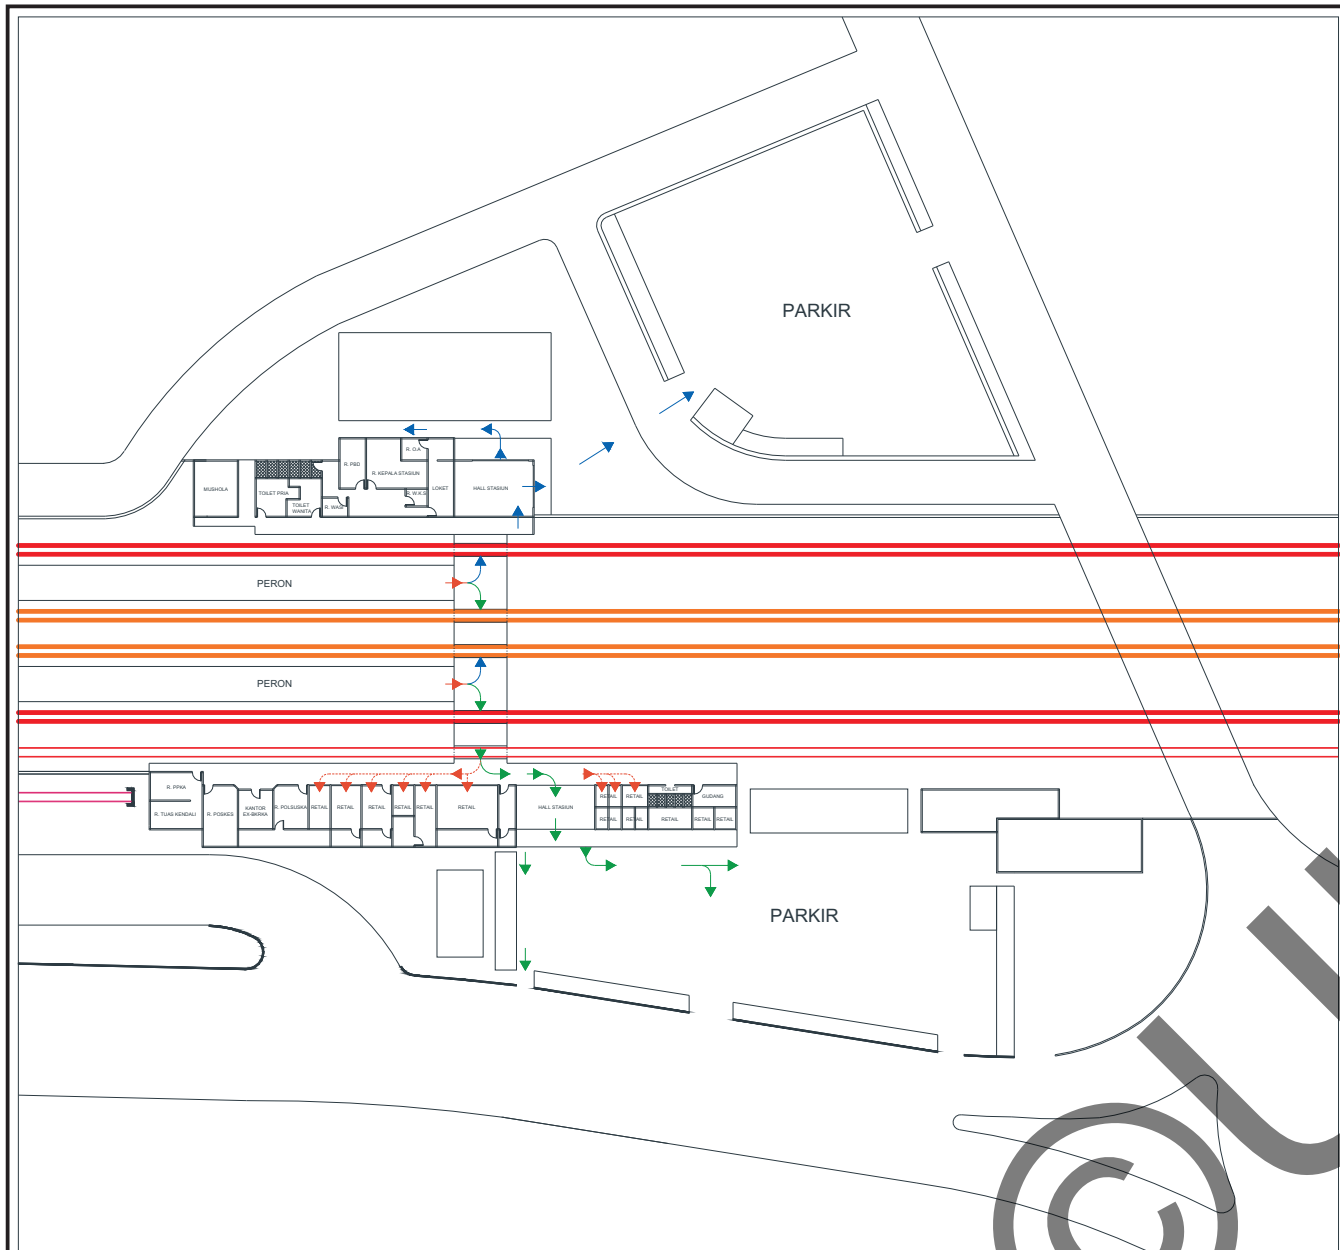 PARKIR
R. O.A
R. PBD
R. KEPALA STASIUN
MUSHOLA
LOKET
HALL STASIUN
TOILET PRIA
R. W.K.S
TOILET
WANITA
R. WASI
PERON
PERON
R. PPKA
TOILET
GUDANG
KANTOR
EX-BKRKA
R. POLSUSKA
RETAIL
RETAIL
RETAIL
RETAIL
RETAIL
RETAIL
HALL STASIUN
RETAIL
RETAIL
R. TUAS KENDALI
R. POSKES
RETAIL
RETAIL
RETAIL
RETAIL
RETAIL
PARKIR
©